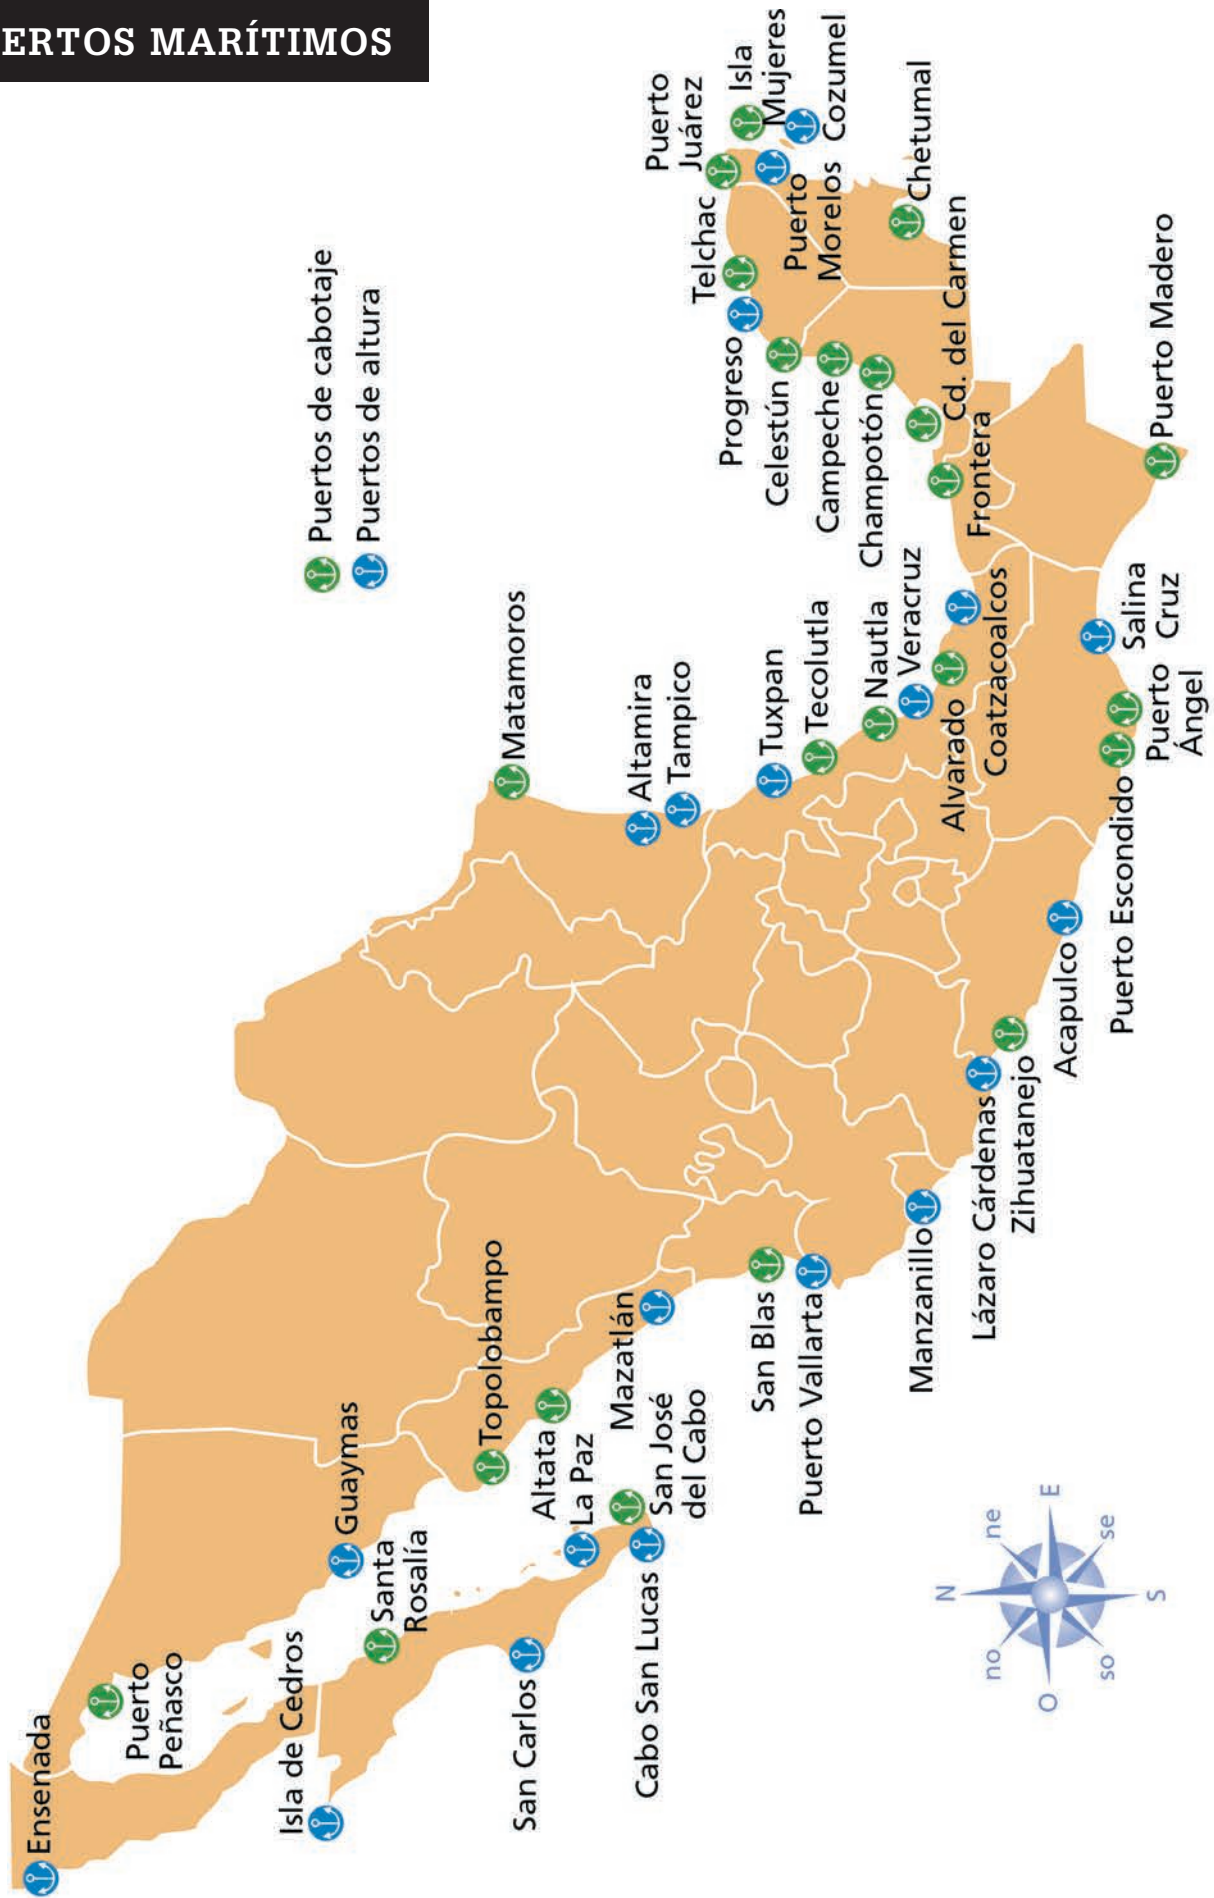 ERTOS MARÍTIMOS
Puertos de cabotaje
Puertos de altura
Ensenada
Puerto
Peñasco
Isla de Cedros
Guaymas
Santa
Rosalía
San Carlos
Topolobampo
Altata
La Paz
San José
del Cabo
Cabo San Lucas
Mazatlán
San Blas
Puerto Vallarta
Manzanillo
Lázaro Cárdenas
Zihuatanejo
Acapulco
Puerto Escondido
Puerto
Ángel
Salina
Cruz
Puerto Madero
Matamoros
Altamira
Tampico
Tuxpan
Tecolutla
Nautla
Veracruz
Alvarado
Coatzacoalcos
Frontera
Cd. del Carmen
Champotón
Campeche
Celestún
Progreso
Telchac
Puerto
Juárez
Isla
Mujeres
Puerto
Morelos
Cozumel
Chetumal
N
ne
E
se
S
so
O
no